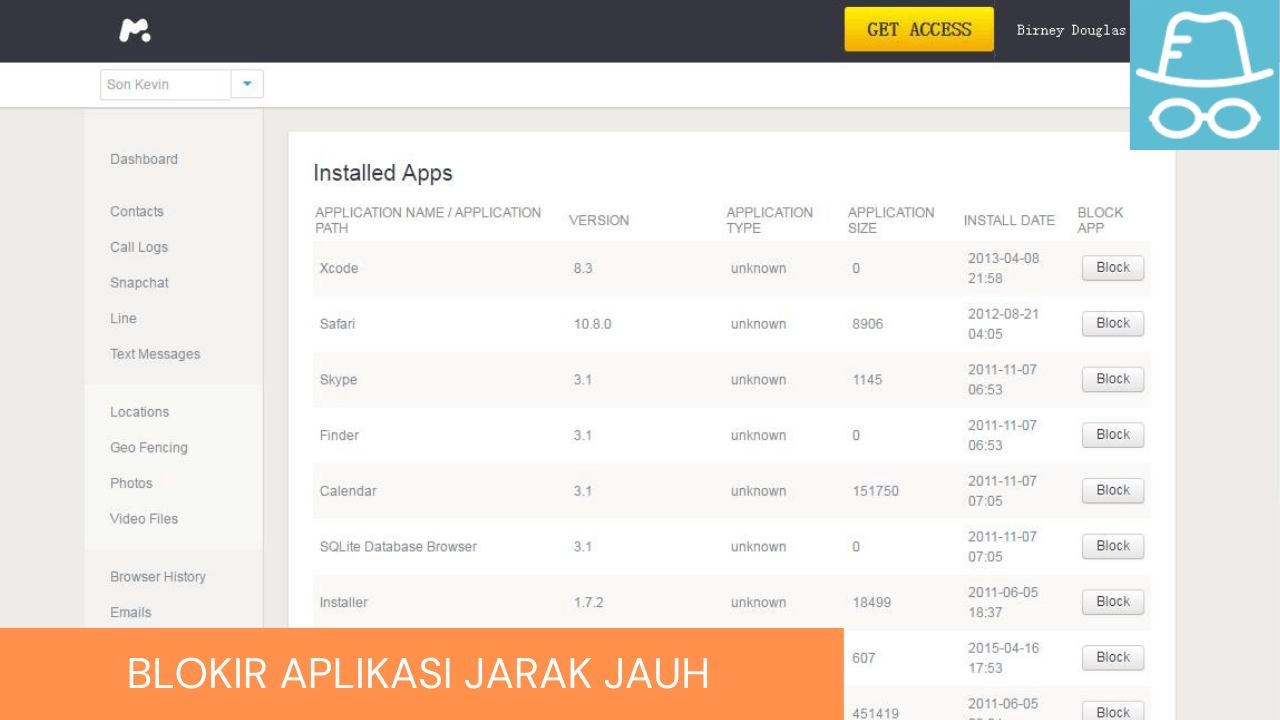 GET ACCESS
Birney Douglas
Son Kevin
Dashboard
Contacts
Call Logs
Snapchat
Line
Text Messages
Locations
Geo Fencing
Photos
Video Files
Browser History
Emails
Installed Apps
APPLICATION NAME / APPLICATION PATH VERSION APPLICATION TYPE APPLICATION SIZE INSTALL DATE BLOCK APP
Xcode 8.3 unknown 0 2013-04-08 21:58 Block
Safari 10.8.0 unknown 8906 2012-08-21 04:05 Block
Skype 3.1 unknown 1145 2011-11-07 06:53 Block
Finder 3.1 unknown 0 2011-11-07 06:53 Block
Calendar 3.1 unknown 151750 2011-11-07 07:05 Block
SQLite Database Browser 3.1 unknown 0 2011-11-07 07:05 Block
Installer 1.7.2 unknown 18499 2011-06-05 18:37 Block
607 2015-04-16 17:53 Block
451419 2011-06-05 Block
BLOKIR APLIKASI JARAK JAUH